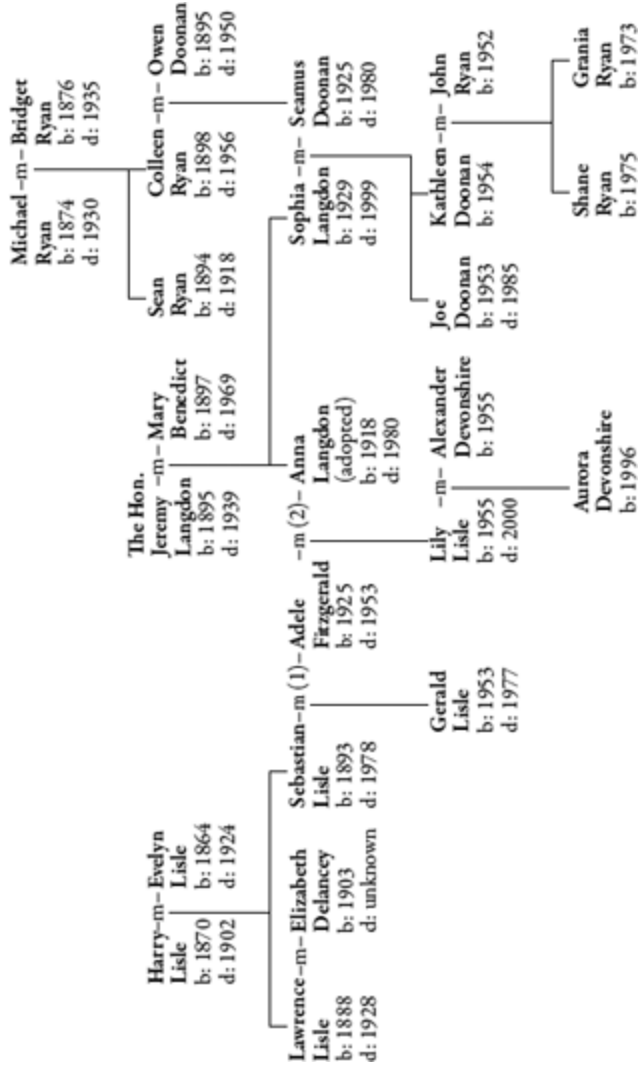 Michael –m– Bridget
Ryan Ryan
b: 1874 b: 1876
d: 1930 d: 1935
The Hon.
Harry–m– Evelyn Jeremy –m– Mary Sean Colleen –m– Owen
Lisle Lisle Langdon Benedict Ryan Ryan Doonan
b: 1870 b: 1864 b: 1895 b: 1897 b: 1894 b: 1898 b: 1895
d: 1902 d: 1924 d: 1939 d: 1969 d: 1918 d: 1956 d: 1950
Lawrence –m– Elizabeth Sebastian–m (1)– Adele –m (2)– Anna Sophia –m– Seamus
Lisle Delancey Lisle Fitzgerald Langdon Langdon Doonan
b: 1888 b: 1903 b: 1893 b: 1925 (adopted) b: 1929 b: 1925
d: 1928 d: unknown d: 1978 d: 1953 b: 1918 d: 1999 d: 1980
d: 1980
Gerald Lily –m– Alexander Joe Kathleen –m– John
Lisle Lisle Devonshire Doonan Doonan Ryan
b: 1953 b: 1955 b: 1955 b: 1953 b: 1954 b: 1952
d: 1977 d: 2000 d: 1985
Aurora Shane Grania
Devonshire Ryan Ryan
b: 1996 b: 1975 b: 1973